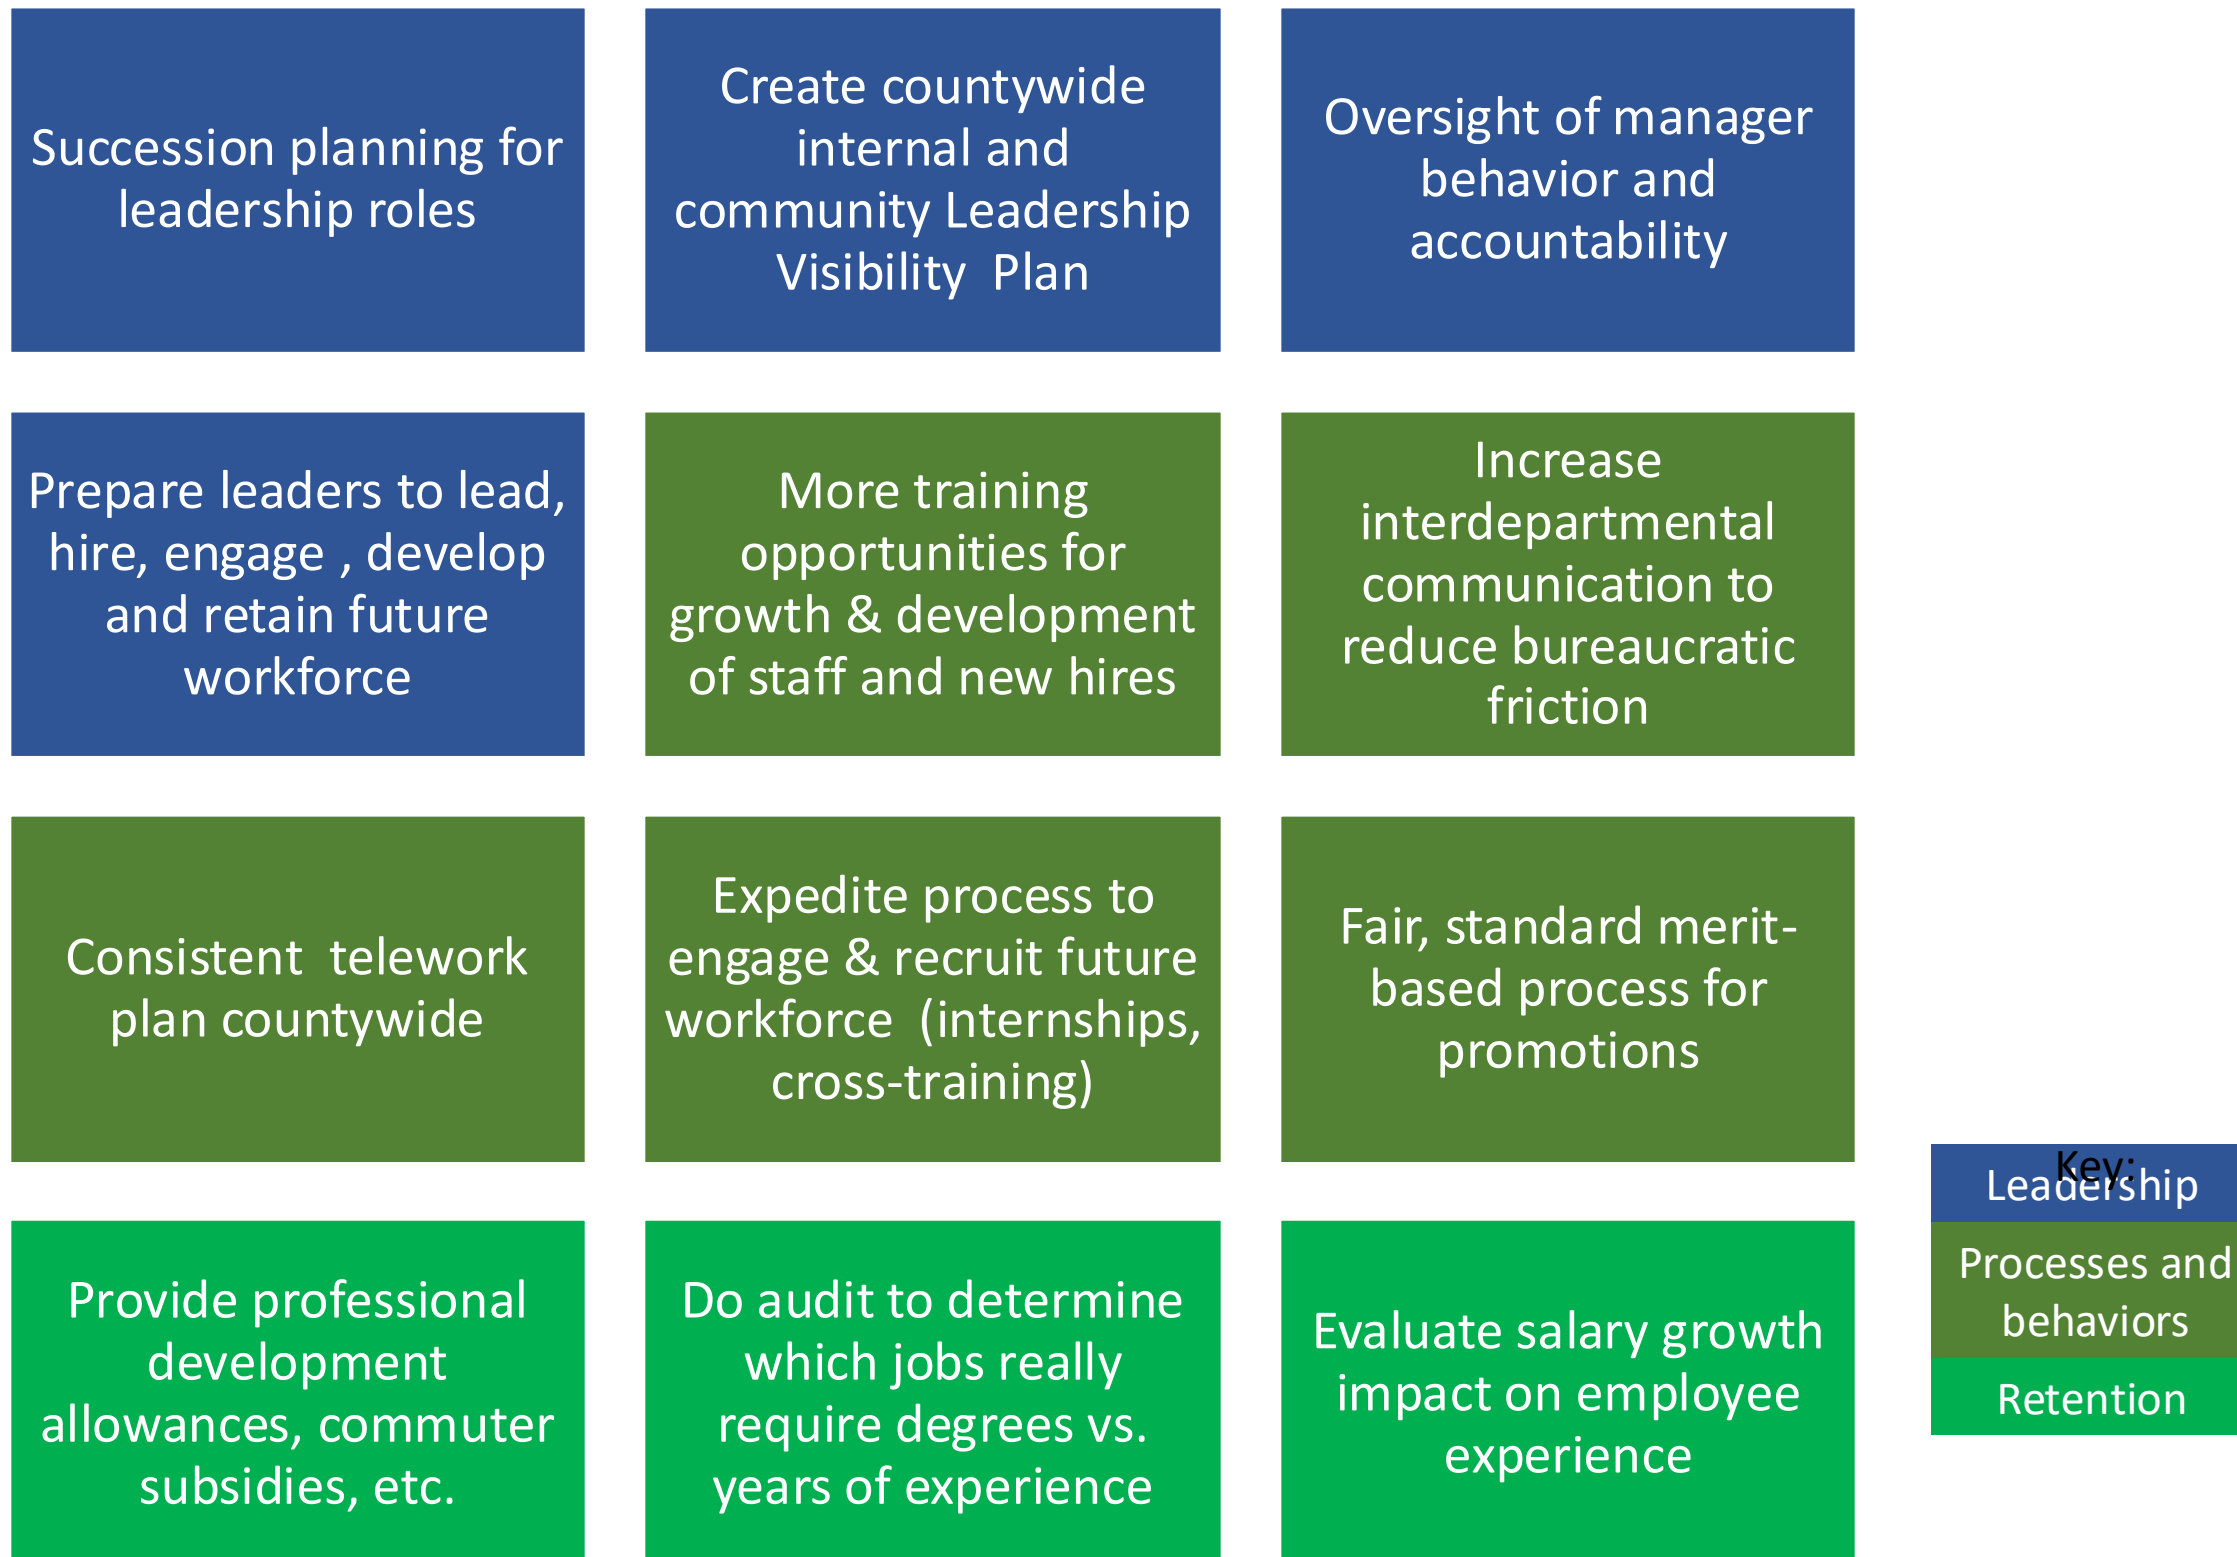 Succession planning for
leadership roles
Create countywide
internal and
community Leadership
Visibility  Plan
Oversight of manager
behavior and
accountability
Prepare leaders to lead,
hire, engage , develop
and retain future
workforce
More training
opportunities for
growth & development
of staff and new hires
Increase
interdepartmental
communication to
reduce bureaucratic
friction
Consistent  telework
plan countywide
Expedite process to
engage & recruit future
workforce  (internships,
cross-training)
Fair, standard merit-
based process for
promotions
Provide professional
development
allowances, commuter
subsidies, etc.
Do audit to determine
which jobs really
require degrees vs.
years of experience
Evaluate salary growth
impact on employee
experience
Key:
Leadership
Processes and
behaviors
Retention